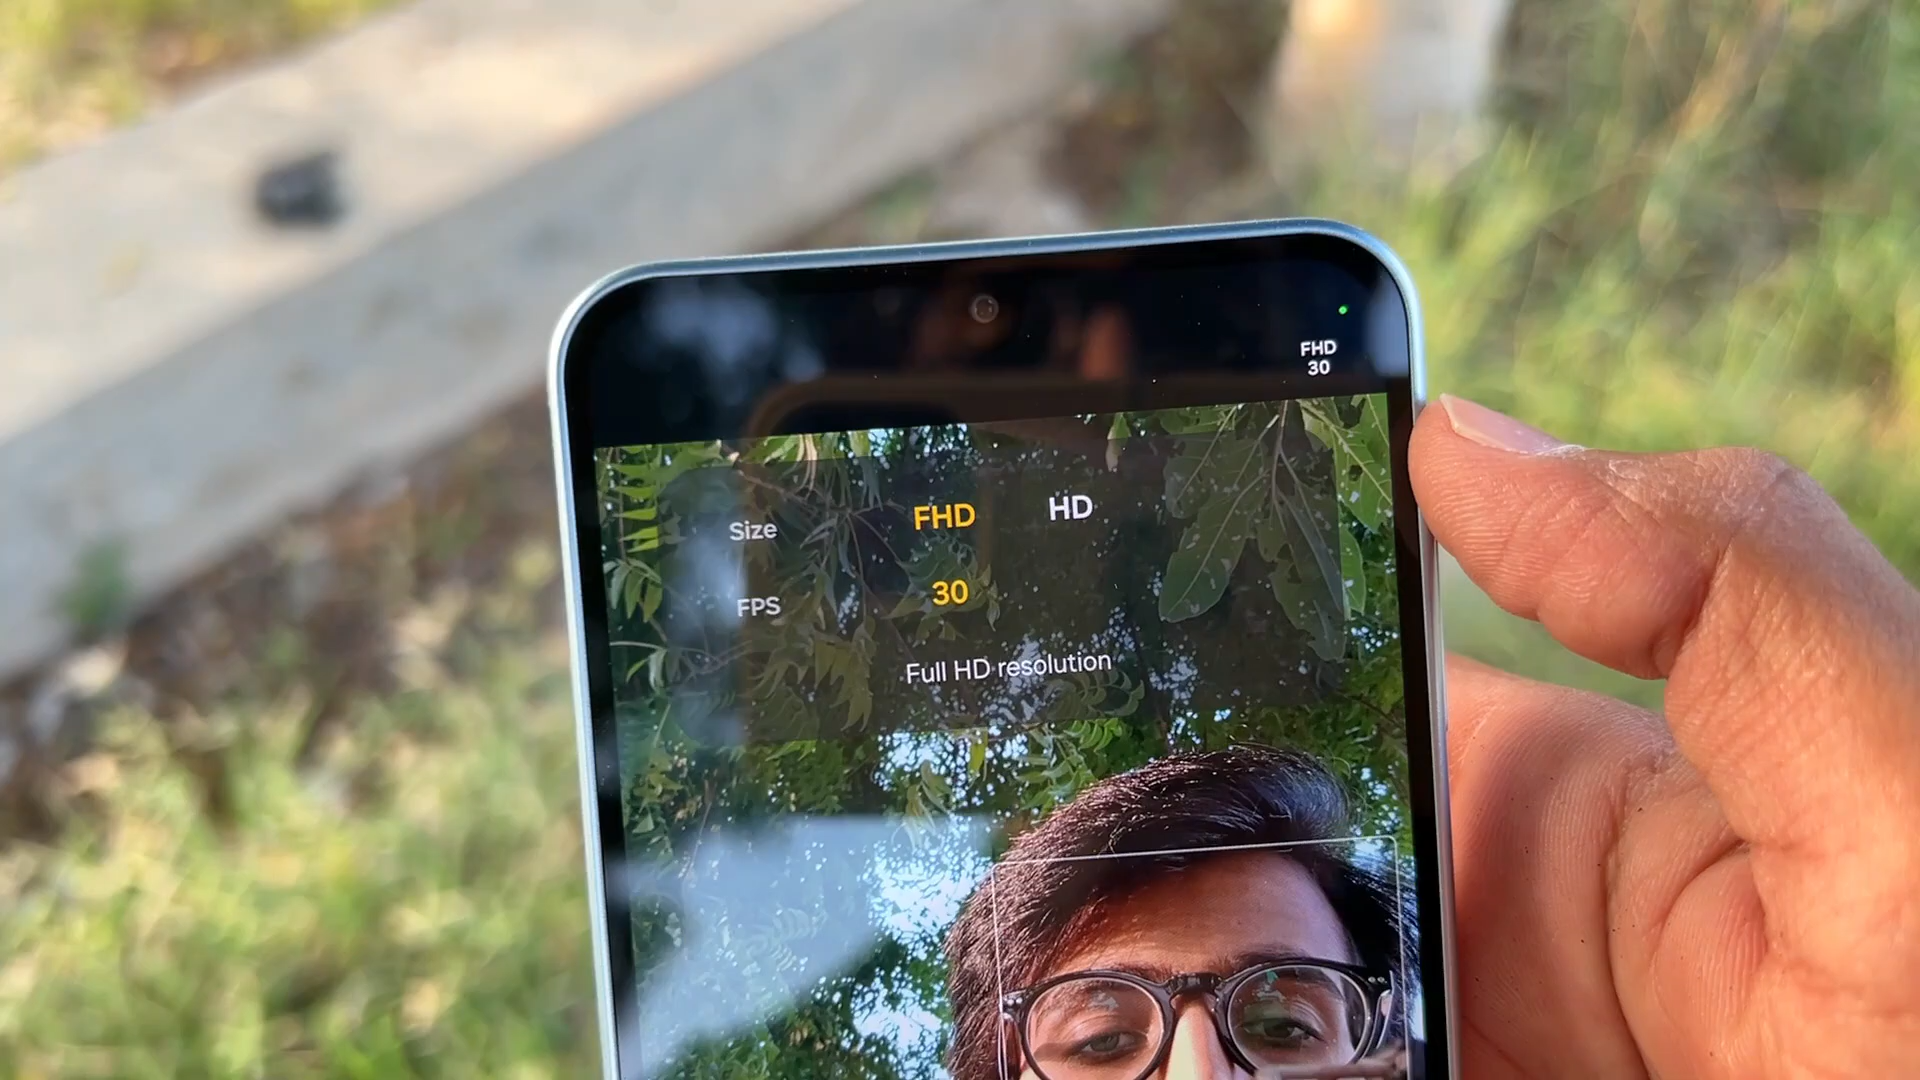 FHD
30
Size FHD HD
FPS 30
Full HD resolution